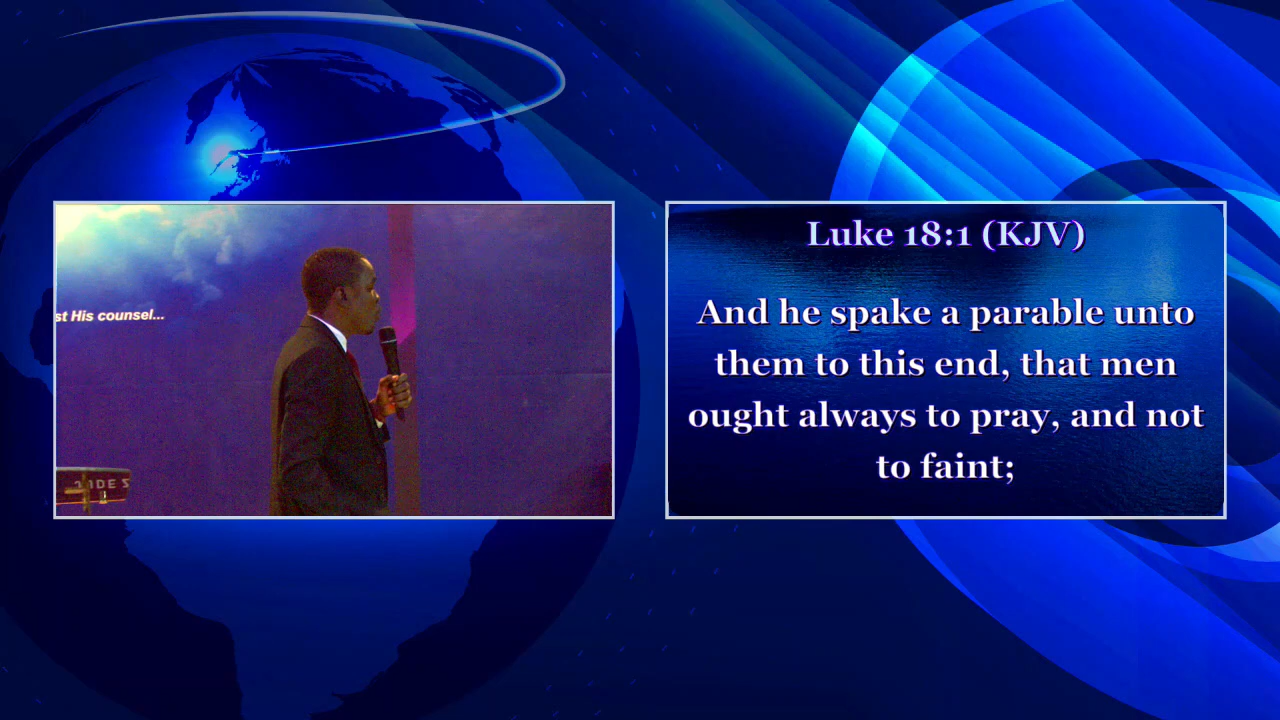 st His counsel...
Luke 18:1 (KJV)
And he spake a parable unto
them to this end, that men
ought always to pray, and not
to faint;